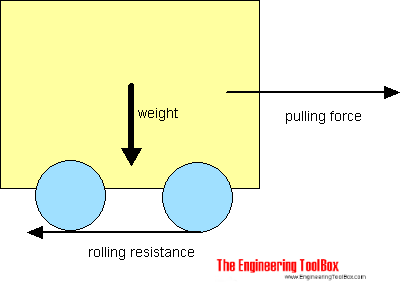 weight
pulling force
rolling resistance
The Engineering ToolBox
www.EngineeringToolBox.com